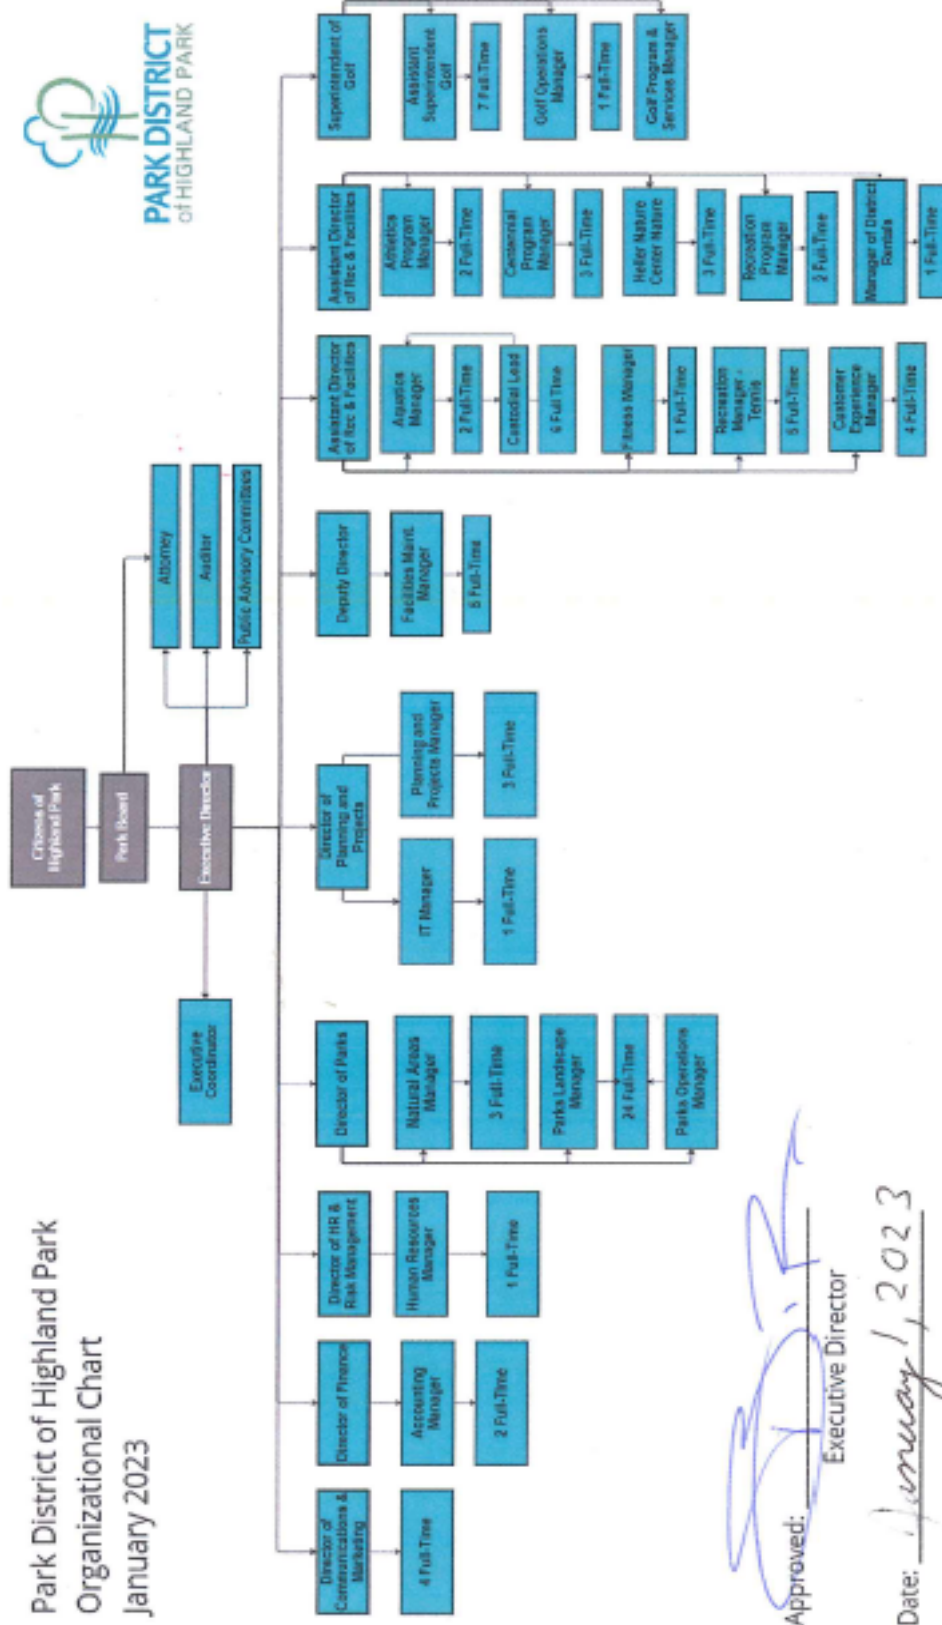 Park District of Highland Park
Organizational Chart
January 2023
PARK DISTRICT
of HIGHLAND PARK
Citizens of
Highland Park
Park Board
Executive Director
Executive
Coordinator
Attorney
Auditor
Public Advisory Committees
Director of
Communications &
Marketing
4 Full-Time
Director of Finance
Accounting
Manager
2 Full-Time
Director of HR &
Risk Management
Human Resources
Manager
1 Full-Time
Director of Parks
Natural Areas
Manager
3 Full-Time
Parks Landscape
Manager
24 Full-Time
Parks Operations
Manager
Director of
Planning and
Projects
IT Manager
1 Full-Time
Planning and
Projects Manager
3 Full-Time
Deputy Director
Facilities Maint.
Manager
Full-Time
Assistant Director
of Rec & Facilities
Aquatics
Manager
2 Full-Time
Custodial Lead
6 Full Time
Fitness Manager
1 Full-Time
Recreation
Manager -
Tennis
Full-Time
Customer
Experience
Manager
4 Full-Time
Assistant Director
of Rec & Facilities
Athletics
Program
Manager
2 Full-Time
Centennial
Program
Manager
3 Full-Time
Heller Nature
Center Nature
3 Full-Time
Recreation
Program
Manager
2 Full-Time
Manager of District
Rentals
1 Full-Time
Superintendent of
Golf
Assistant
Superintendent
Golf
7 Full-Time
Golf Operations
Manager
1 Full-Time
Golf Program &
Services Manager
Approved:
Executive Director
Date: January 1, 2023